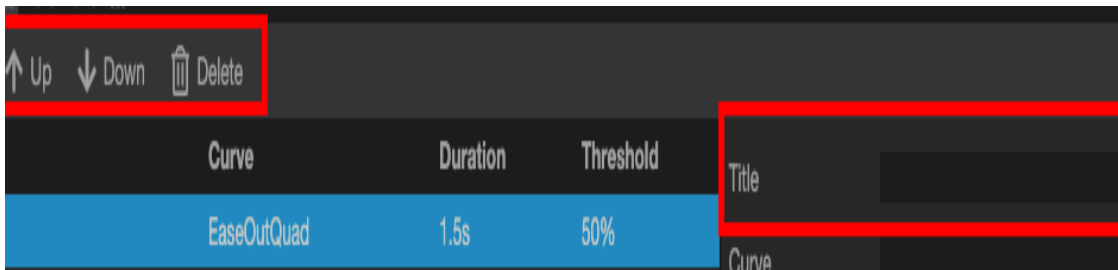 Up Down Delete
Curve Duration Threshold
Title
EaseOutQuad 1.5s 50%
Curve